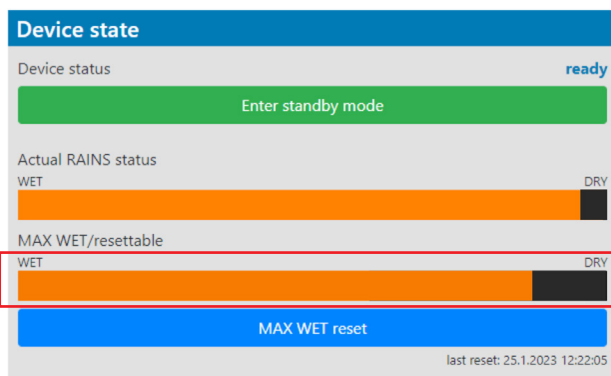 Device state
Device status ready
Enter standby mode
Actual RAINS status
WET DRY
MAX WET/resettable
WET DRY
MAX WET reset
last reset: 25.1.2023 12:22:05